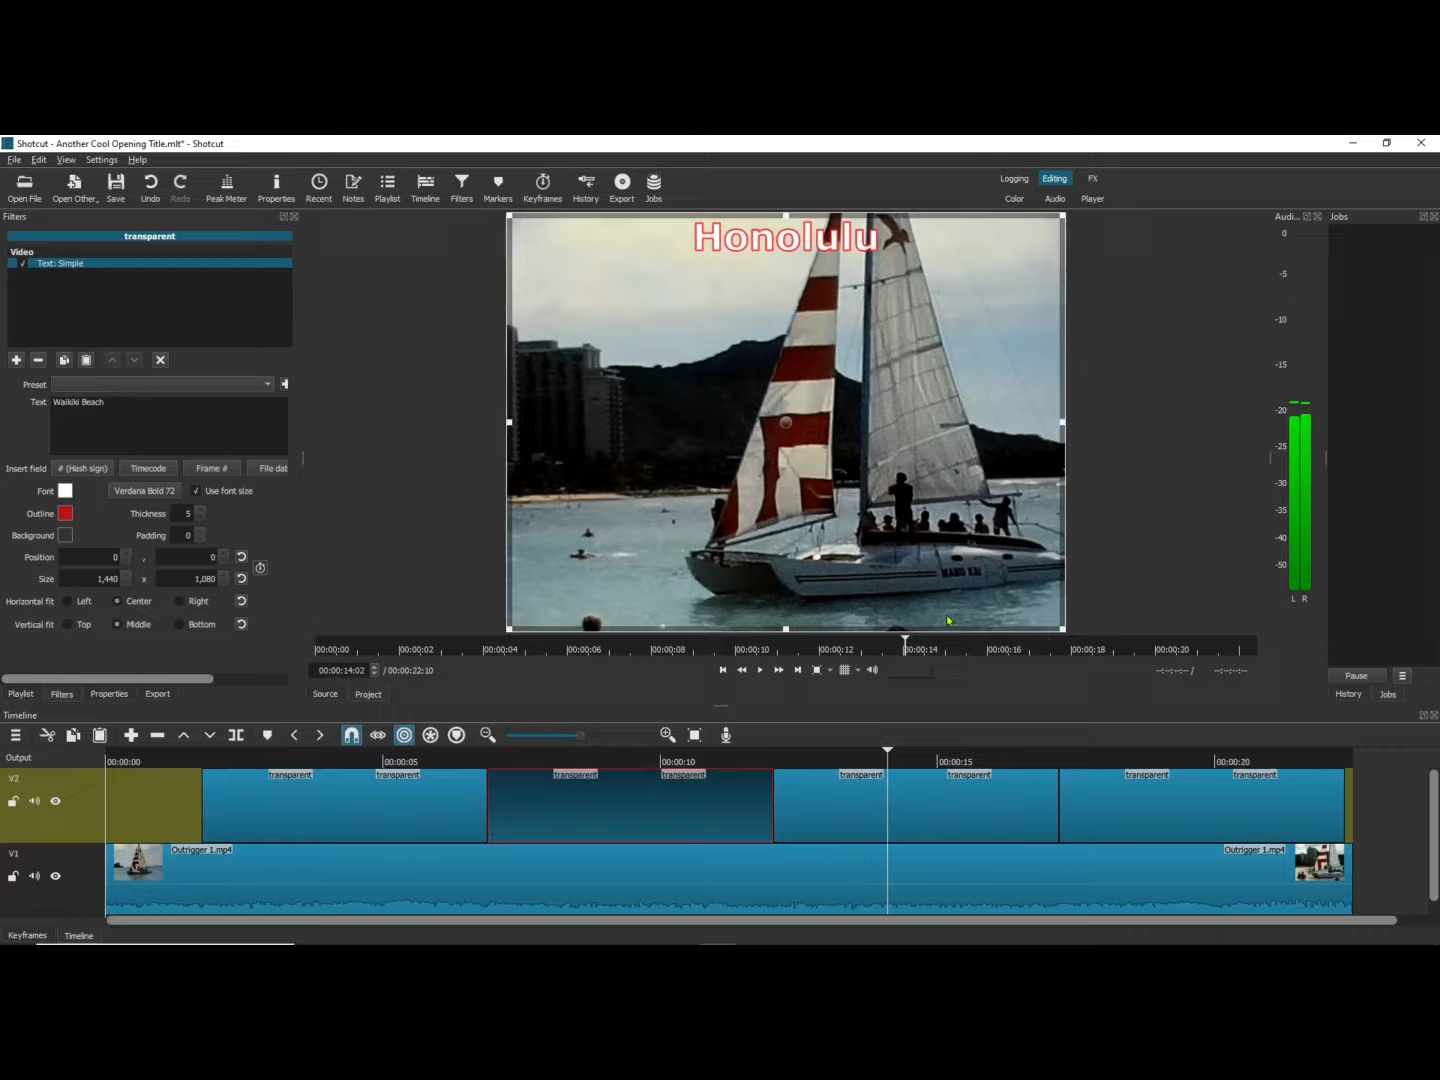 Shotcut - Another Cool Opening Title.mlt* - Shotcut
File Edit View Settings Help
Open File Open Other.. Save Undo Redo Peak Meter Properties Recent Notes Playlist Timeline Filters Markers Keyframes History Export Jobs
Logging Editing FX
Color Audio Player
Filters
transparent
Video
✓ Text: Simple
Preset
Text Waikiki Beach
Insert field # (Hash sign) Timecode Frame # File dat
Font Verdana Bold 72 ✓ Use font size
Outline Thickness 5
Background Padding 0
Position 0 , 0
Size 1,440 x 1,080
Horizontal fit Left Center Right
Vertical fit Top Middle Bottom
Playlist Filters Properties Export
Honolulu
MANU KAI
00:00:00 00:00:02 00:00:04 00:00:06 00:00:08 00:00:10 00:00:12 00:00:14 00:00:16 00:00:18 00:00:20
00:00:14:02 / 00:00:22:10
--:--:--:-- / --:--:--:--
Source Project
Audi...
0
-5
-10
-15
-20
-25
-30
-35
-40
-50
L R
Jobs
Pause
History Jobs
Timeline
Output
00:00:00 00:00:05 00:00:10 00:00:15 00:00:20
V2
transparent transparent transparent transparent transparent transparent transparent transparent
V1
Outrigger 1.mp4 Outrigger 1.mp4
Keyframes Timeline